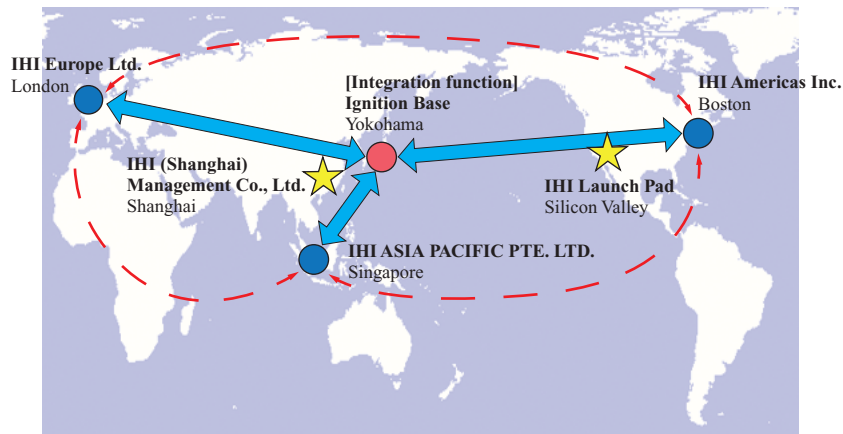 IHI Europe Ltd.
London
[Integration function]
Ignition Base
Yokohama
IHI Americas Inc.
Boston
IHI (Shanghai)
Management Co., Ltd.
Shanghai
IHI Launch Pad
Silicon Valley
IHI ASIA PACIFIC PTE. LTD.
Singapore